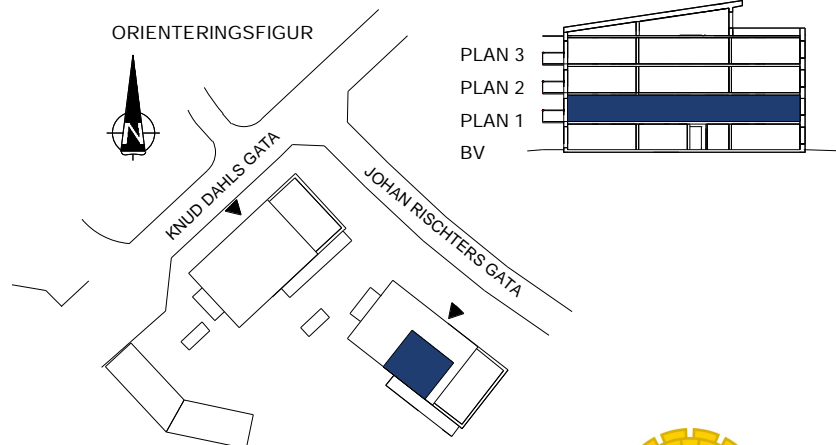 ORIENTERINGSFIGUR
N
KNUD DAHLS GATA
JOHAN RISCHTERS GATA
PLAN 3
PLAN 2
PLAN 1
BV